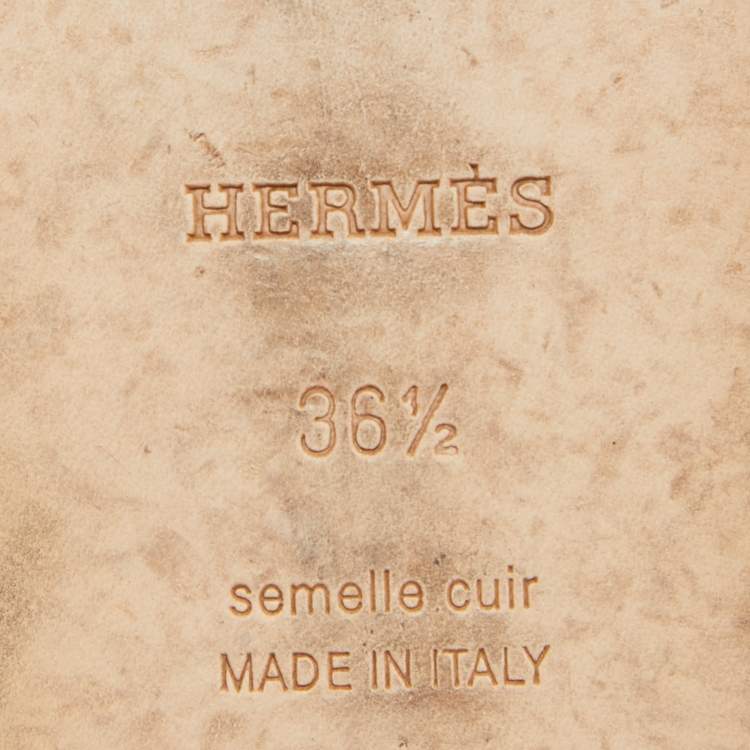 HERMÈS
36½
semelle cuir
MADE IN ITALY